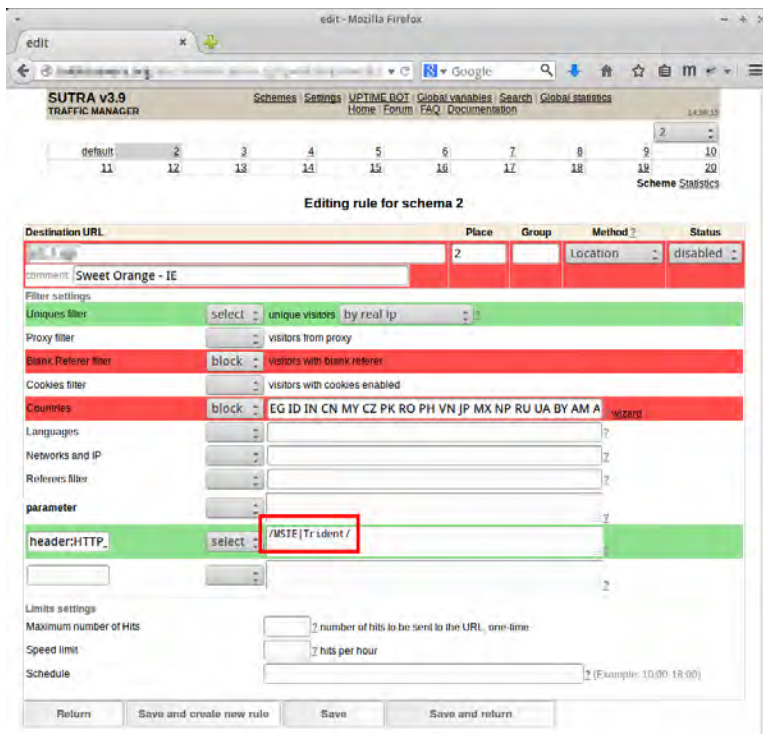 edit - Mozilla Firefox
edit
Google
SUTRA v3.9
TRAFFIC MANAGER
Schemes Settings UPTIME BOT Global variables Search Global statistics
Home Forum FAQ Documentation
2
default 2 3 4 5 6 7 8 9 10
11 12 13 14 15 16 17 18 19 20
Scheme Statistics
Editing rule for schema 2
Destination URL Place Group Method ? Status
2 Location disabled
comment Sweet Orange - IE
Filter settings
Uniques filter select unique visitors by real ip ?
Proxy filter visitors from proxy
Blank Referer filter block visitors with blank referer
Cookies filter visitors with cookies enabled
Countries block EG ID IN CN MY CZ PK RO PH VN JP MX NP RU UA BY AM A wizard
Languages ?
Networks and IP ?
Referers filter ?
parameter ?
header:HTTP_ select /MSIE|Trident/ ?
?
Limits settings
Maximum number of Hits ? number of hits to be sent to the URL, one-time
Speed limit ? hits per hour
Schedule ? (Example: 10:00-18:00)
Return Save and create new rule Save Save and return